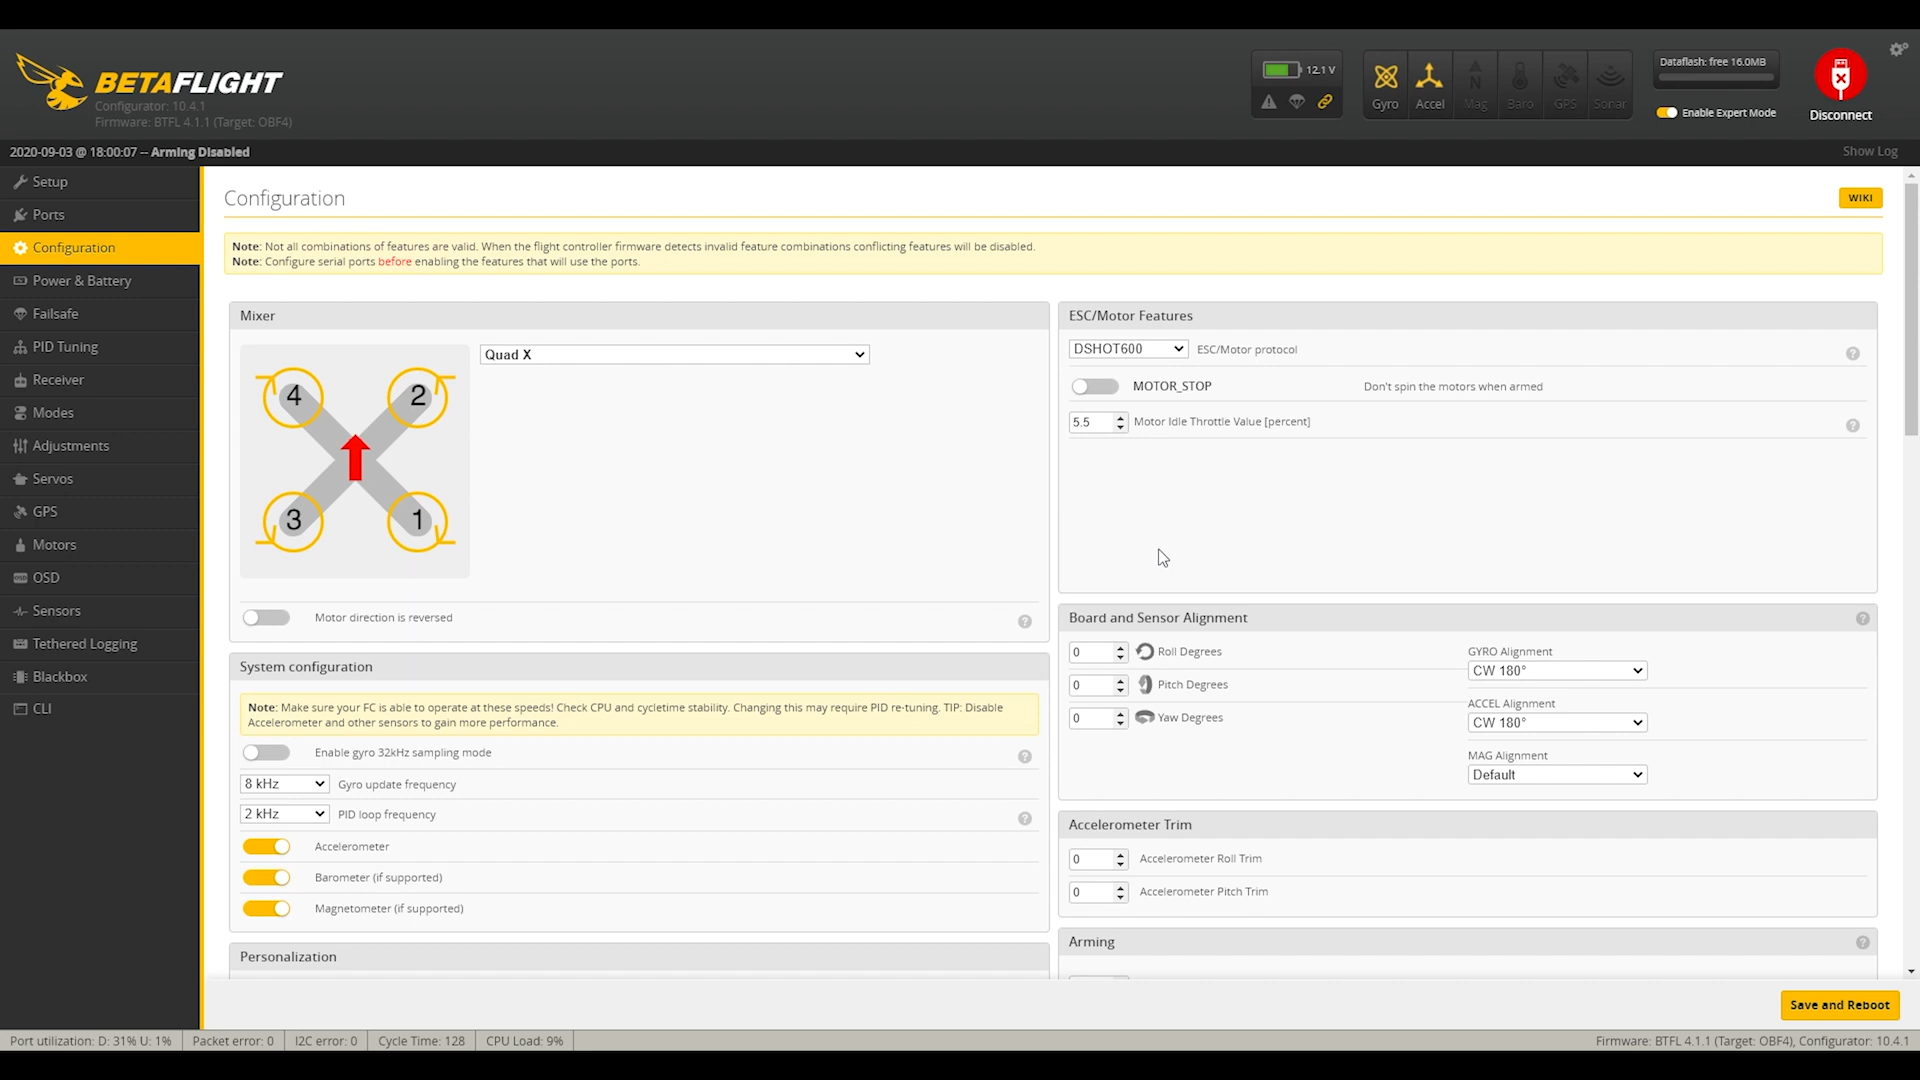 BETAFLIGHT
Configurator: 10.4.1
Firmware: BTFL 4.1.1 (Target: OBF4)
12.1 V
Gyro
Accel
Mag
Baro
GPS
Sonar
Dataflash: free 16.0MB
Enable Expert Mode
Disconnect
2020-09-03 @ 18:00:07 -- Arming Disabled
Show Log
Setup
Ports
Configuration
Power & Battery
Failsafe
PID Tuning
Receiver
Modes
Adjustments
Servos
GPS
Motors
OSD
Sensors
Tethered Logging
Blackbox
CLI
Configuration
WIKI
Note: Not all combinations of features are valid. When the flight controller firmware detects invalid feature combinations conflicting features will be disabled.
Note: Configure serial ports before enabling the features that will use the ports.
Mixer
4
2
3
1
Quad X
Motor direction is reversed
System configuration
Note: Make sure your FC is able to operate at these speeds! Check CPU and cycletime stability. Changing this may require PID re-tuning. TIP: Disable
Accelerometer and other sensors to gain more performance.
Enable gyro 32kHz sampling mode
8 kHz Gyro update frequency
2 kHz PID loop frequency
Accelerometer
Barometer (if supported)
Magnetometer (if supported)
Personalization
ESC/Motor Features
DSHOT600 ESC/Motor protocol
MOTOR_STOP Don't spin the motors when armed
5.5 Motor Idle Throttle Value [percent]
Board and Sensor Alignment
0 Roll Degrees
0 Pitch Degrees
0 Yaw Degrees
GYRO Alignment
CW 180°
ACCEL Alignment
CW 180°
MAG Alignment
Default
Accelerometer Trim
0 Accelerometer Roll Trim
0 Accelerometer Pitch Trim
Arming
Save and Reboot
Port utilization: D: 31% U: 1% Packet error: 0 I2C error: 0 Cycle Time: 128 CPU Load: 9% Firmware: BTFL 4.1.1 (Target: OBF4), Configurator: 10.4.1